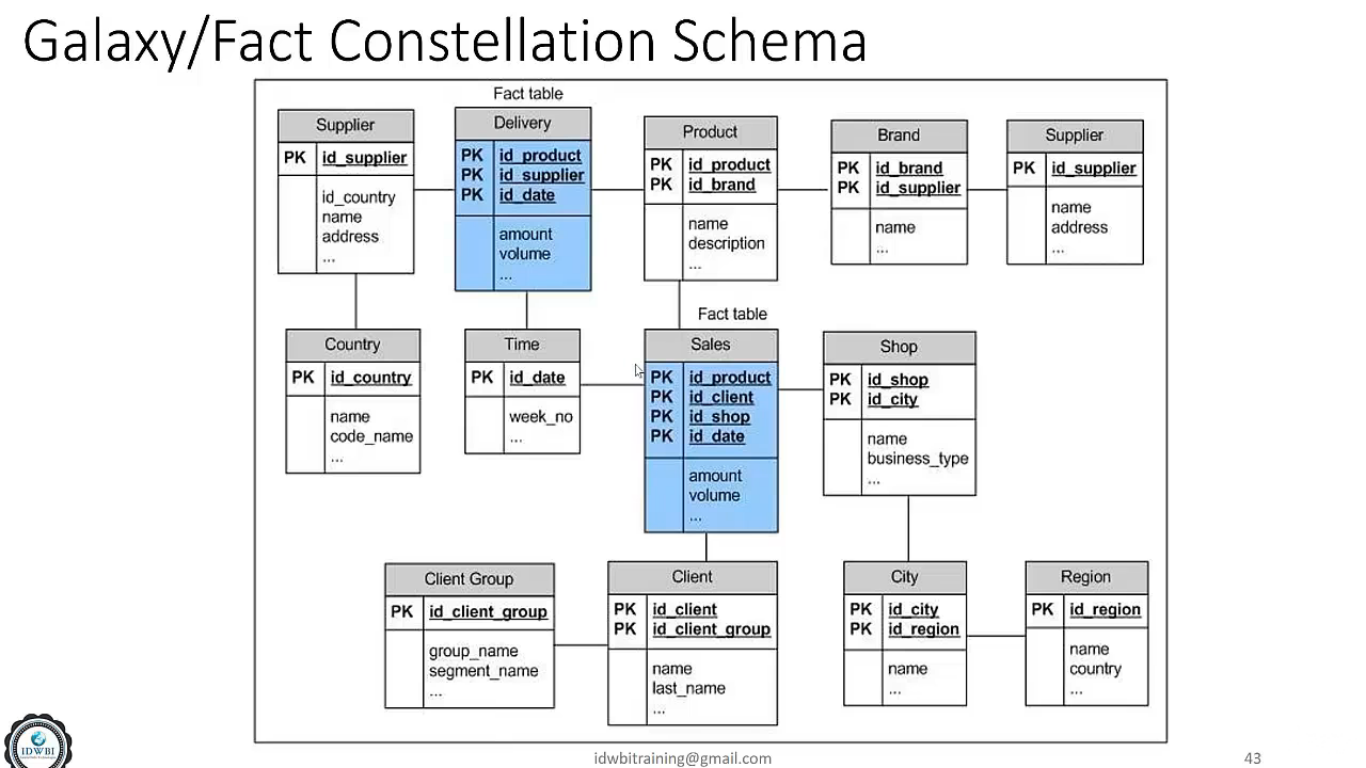 Galaxy/Fact Constellation Schema
Fact table
Supplier
PK id_supplier
id_country
name
address
...
Delivery
PK id_product
PK id_supplier
PK id_date
amount
volume
...
Product
PK id_product
PK id_brand
name
description
...
Brand
PK id_brand
PK id_supplier
name
...
Supplier
PK id_supplier
name
address
...
Country
PK id_country
name
code_name
...
Time
PK id_date
week_no
...
Fact table
Sales
PK id_product
PK id_client
PK id_shop
PK id_date
amount
volume
...
Shop
PK id_shop
PK id_city
name
business_type
...
Client Group
PK id_client_group
group_name
segment_name
...
Client
PK id_client
PK id_client_group
name
last_name
...
City
PK id_city
PK id_region
name
...
Region
PK id_region
name
country
...
IDWBI
idwbitraining@gmail.com
43